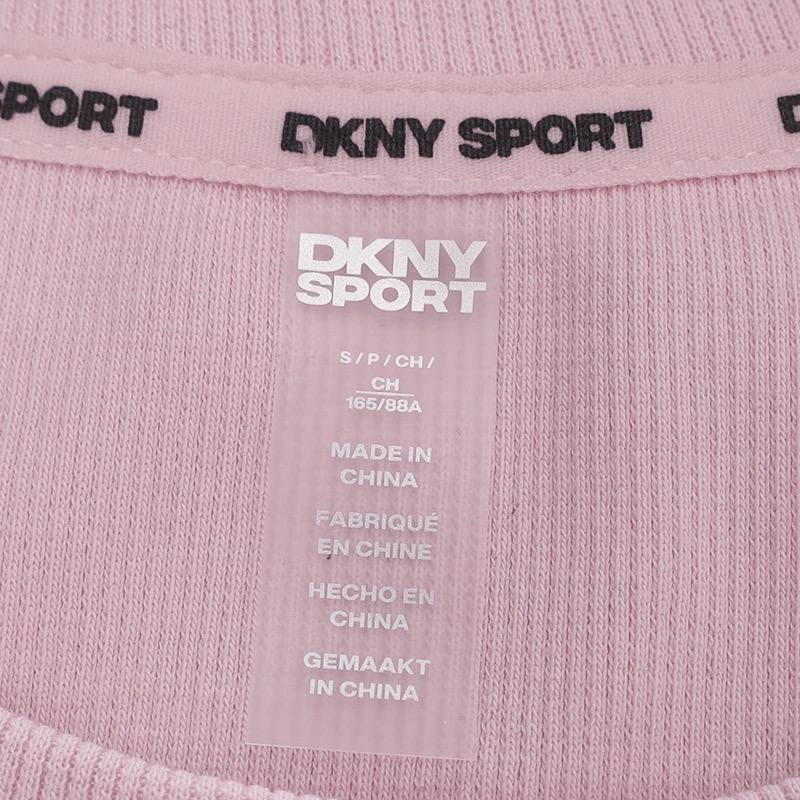 SPORT DKNY SPORT
DKNY
SPORT
S / P / CH /
CH
165/88A
MADE IN
CHINA
FABRIQUÉ
EN CHINE
HECHO EN
CHINA
GEMAAKT
IN CHINA